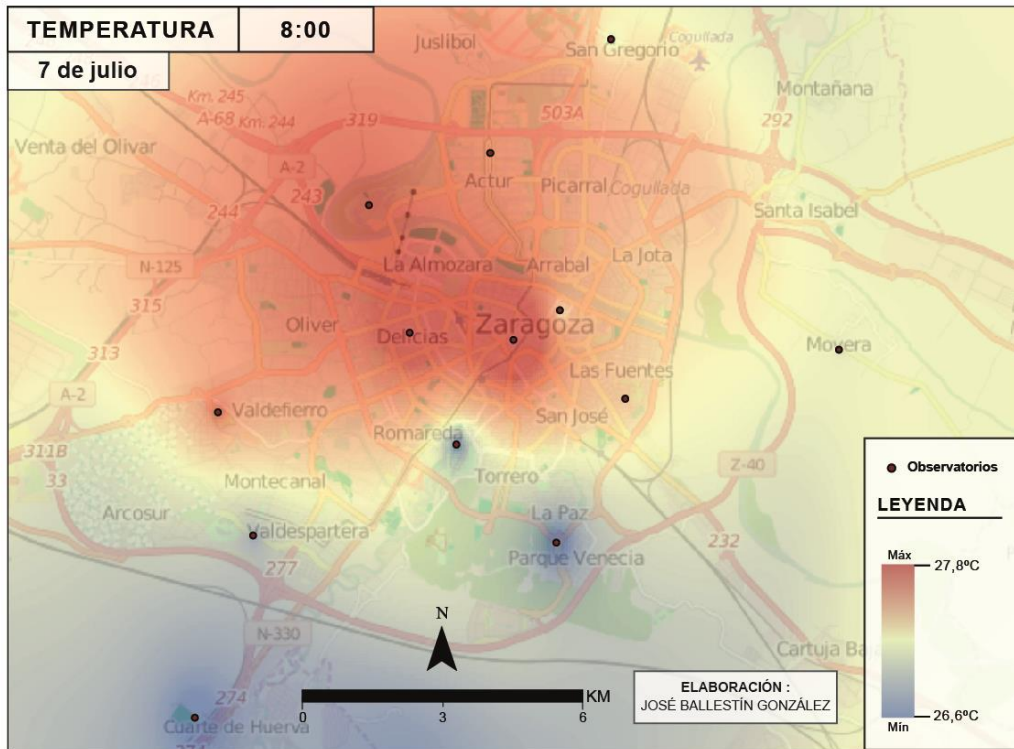 TEMPERATURA 8:00
7 de julio
Juslibol
San Gregorio
Cogullada
Montañana
Km. 245
A-68 Km. 244
319
503A
292
Venta del Olivar
A-2
243
Actur
Picarral
Cogullada
244
Santa Isabel
N-125
La Almozara
Arrabal
La Jota
315
Oliver
Delicias
Zaragoza
Movera
313
Las Fuentes
A-2
Valdefierro
San José
Romareda
311B
33
Montecanal
Torrero
Z-40
Arcosur
Valdespartera
La Paz
Parque Venecia
232
277
N-330
Cartuja Baj
274
Cuarte de Huerva
274
N
0 3 6 KM
ELABORACIÓN :
JOSÉ BALLESTÍN GONZÁLEZ
Observatorios
LEYENDA
Máx 27,8ºC
Mín 26,6ºC